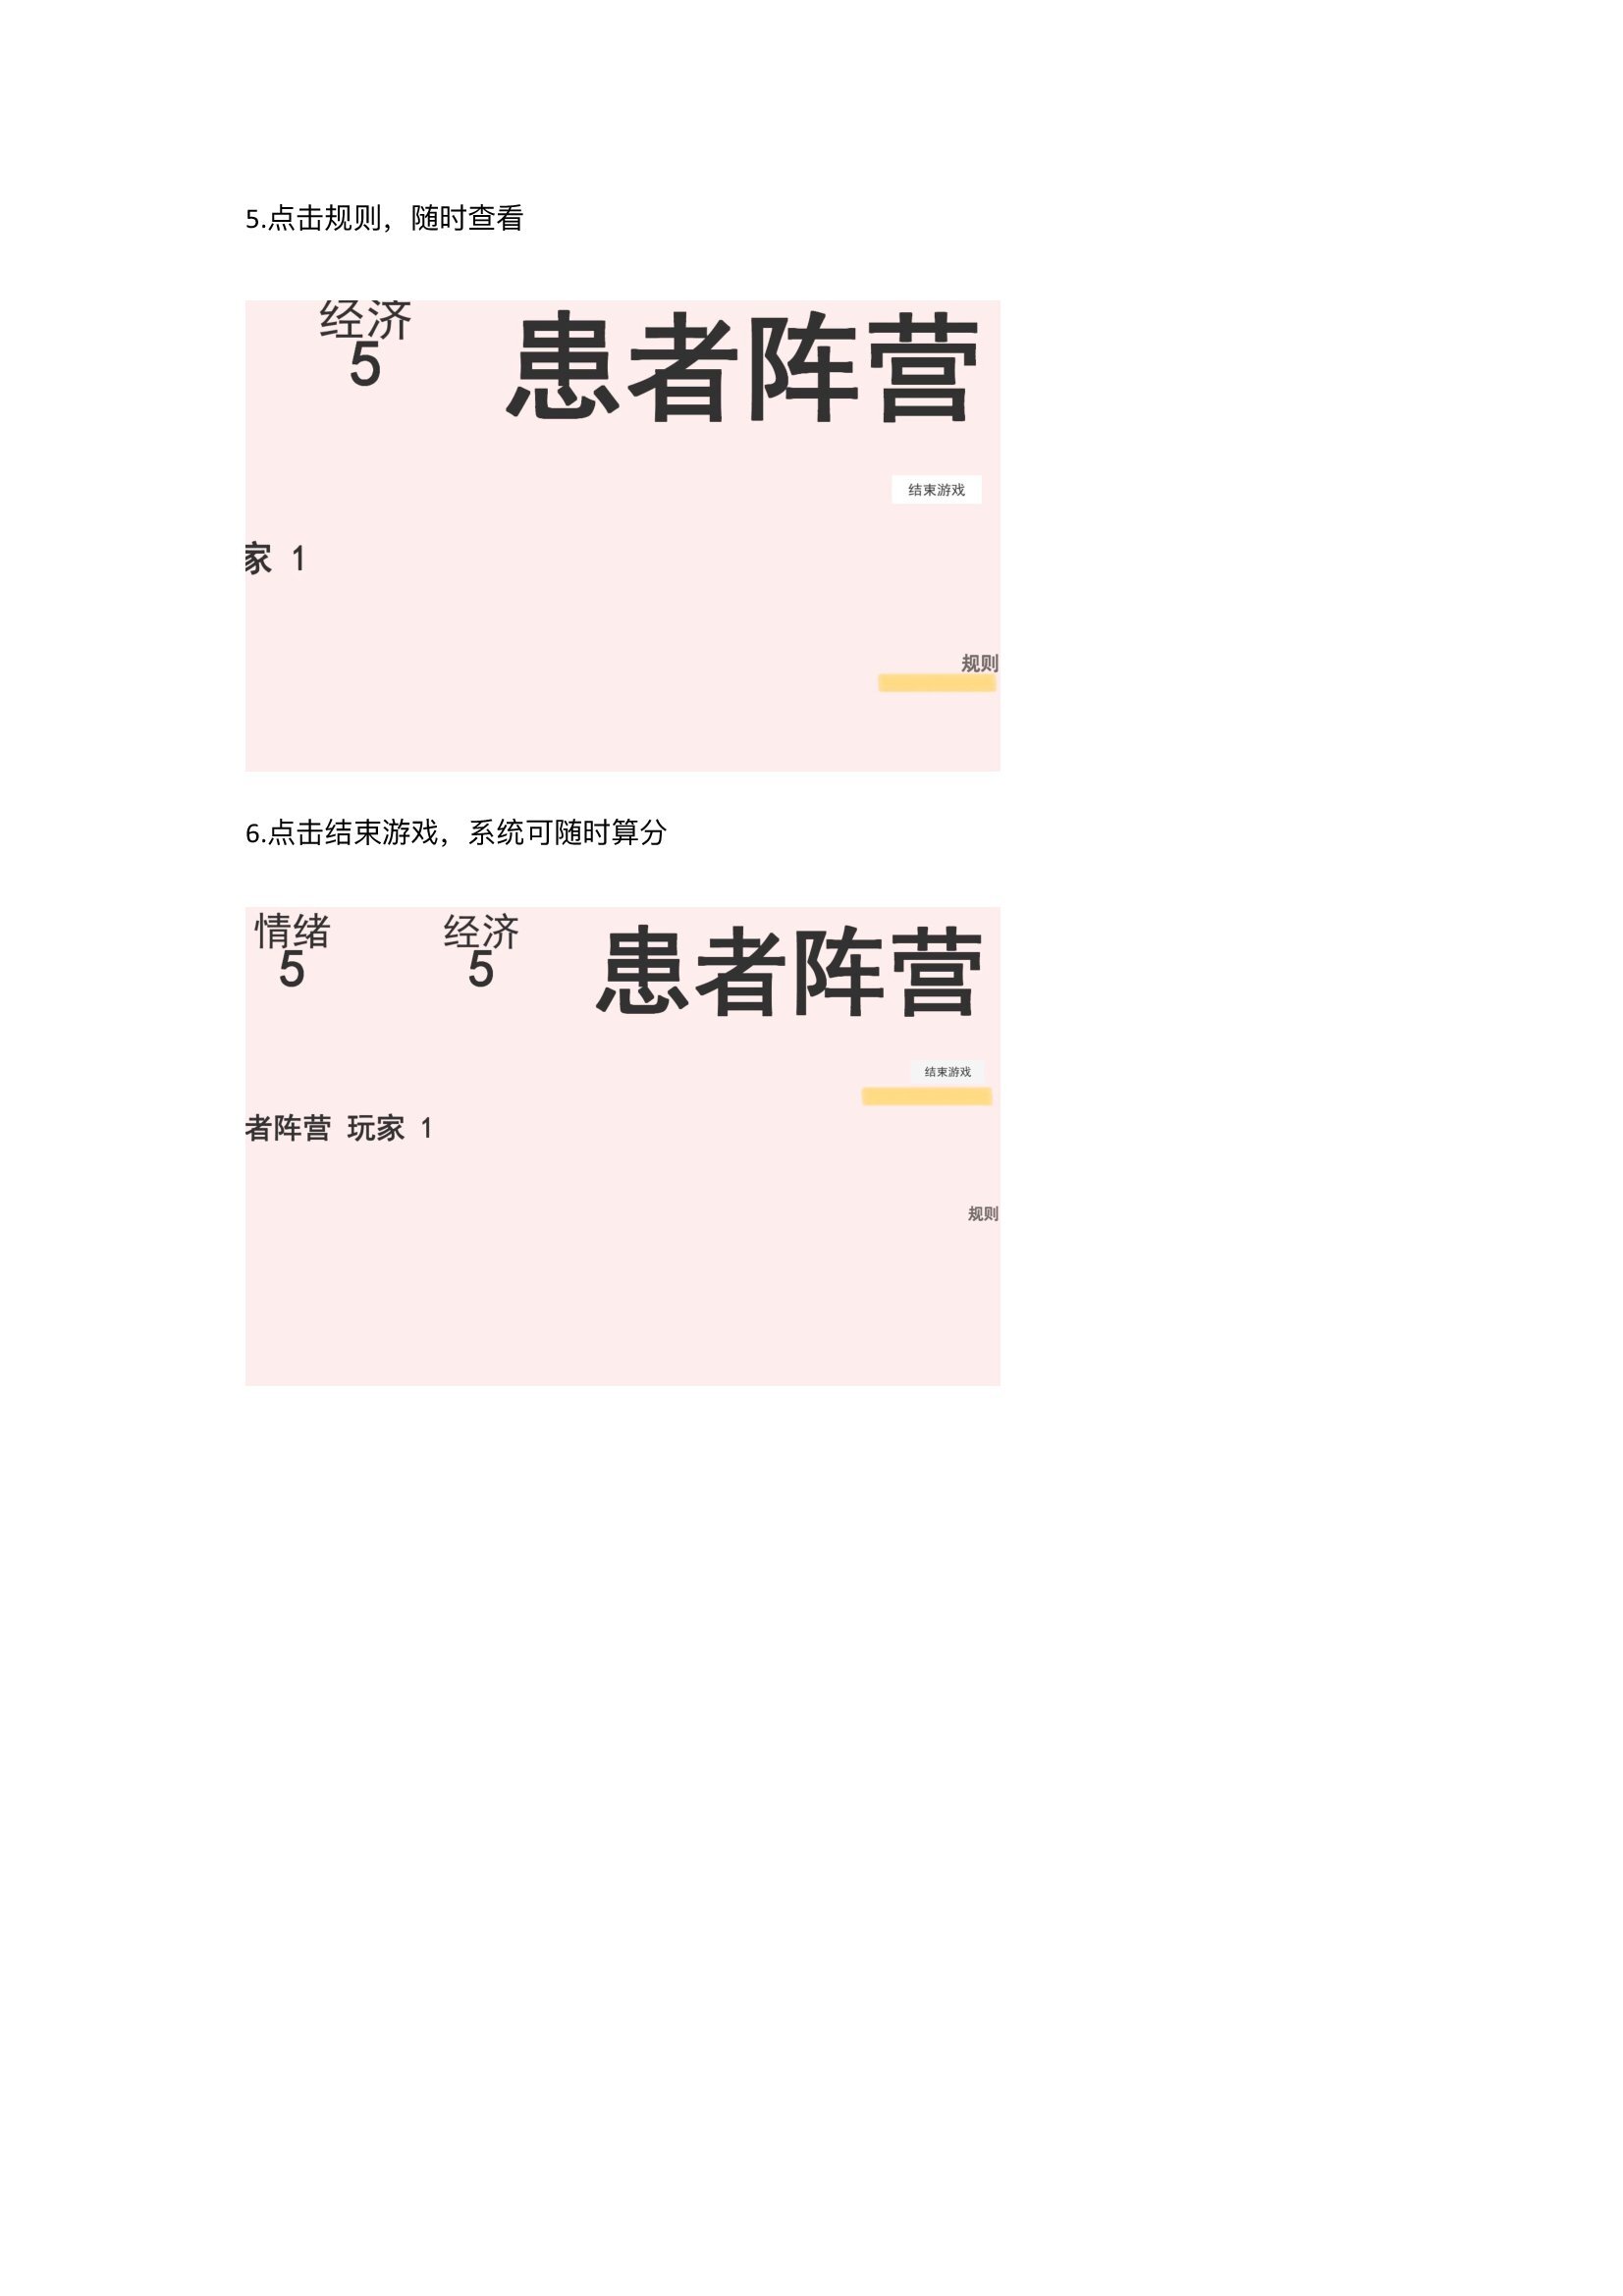 5.点击规则，随时查看
经济
5
患者阵营
结束游戏
家 1
规则
6.点击结束游戏，系统可随时算分
情绪
5
经济
5
患者阵营
结束游戏
者阵营 玩家 1
规则